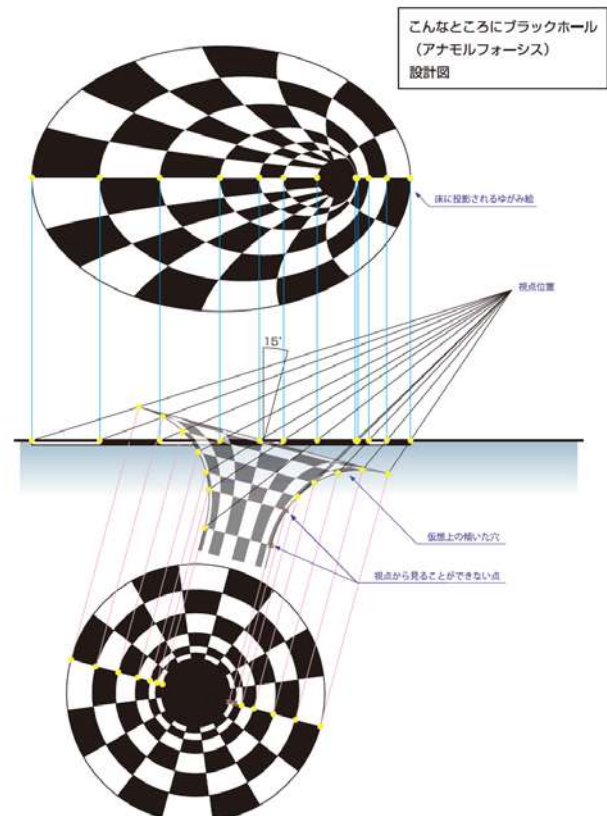 こんなところにブラックホール
（アナモルフォーシス）
設計図
床に投影されるゆがみ絵
視点位置
15°
仮想上の傾いた穴
視点から見ることができない点